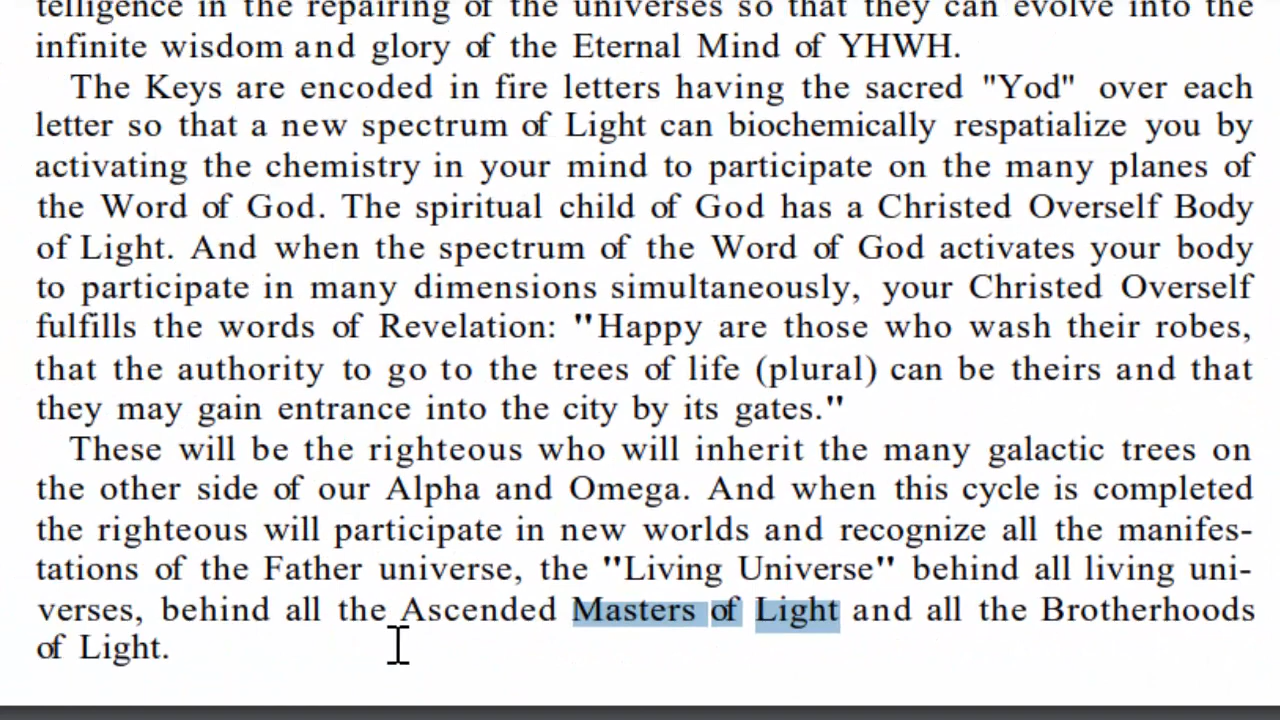 telligence in the repairing of the universes so that they can evolve into the
infinite wisdom and glory of the Eternal Mind of YHWH.
The Keys are encoded in fire letters having the sacred "Yod" over each
letter so that a new spectrum of Light can biochemically respatialize you by
activating the chemistry in your mind to participate on the many planes of
the Word of God. The spiritual child of God has a Christed Overself Body
of Light. And when the spectrum of the Word of God activates your body
to participate in many dimensions simultaneously, your Christed Overself
fulfills the words of Revelation: "Happy are those who wash their robes,
that the authority to go to the trees of life (plural) can be theirs and that
they may gain entrance into the city by its gates."
These will be the righteous who will inherit the many galactic trees on
the other side of our Alpha and Omega. And when this cycle is completed
the righteous will participate in new worlds and recognize all the manifes-
tations of the Father universe, the "Living Universe" behind all living uni-
verses, behind all the Ascended Masters of Light and all the Brotherhoods
of Light.